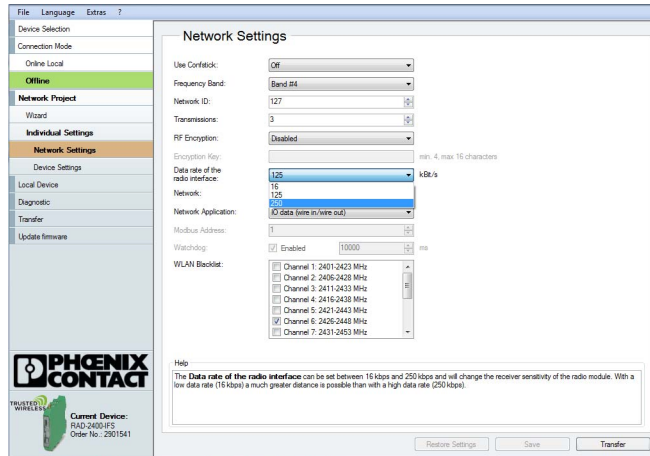 File Language Extras ?
Device Selection
Connection Mode
Online Local
Offline
Network Project
Wizard
Individual Settings
Network Settings
Device Settings
Local Device
Diagnostic
Transfer
Update firmware
PHŒNIX
CONTACT
TRUSTED
WIRELESS
Current Device:
RAD-2400-IFS
Order No.: 2901541
Network Settings
Use Confstick: Off
Frequency Band: Band #4
Network ID: 127
Transmissions: 3
RF Encryption: Disabled
Encryption Key: min. 4, max 16 characters
Data rate of the
radio interface: 125 kBit/s
16
125
250
Network:
Network Application: IO data (wire in/wire out)
Modbus Address: 1
Watchdog: Enabled 10000 ms
WLAN Blacklist:
Channel 1: 2401-2423 MHz
Channel 2: 2406-2428 MHz
Channel 3: 2411-2433 MHz
Channel 4: 2416-2438 MHz
Channel 5: 2421-2443 MHz
Channel 6: 2426-2448 MHz
Channel 7: 2431-2453 MHz
Help
The Data rate of the radio interface can be set between 16 kbps and 250 kbps and will change the receiver sensitivity of the radio module. With a
low data rate (16 kbps) a much greater distance is possible than with a high data rate (250 kbps).
Restore Settings Save Transfer